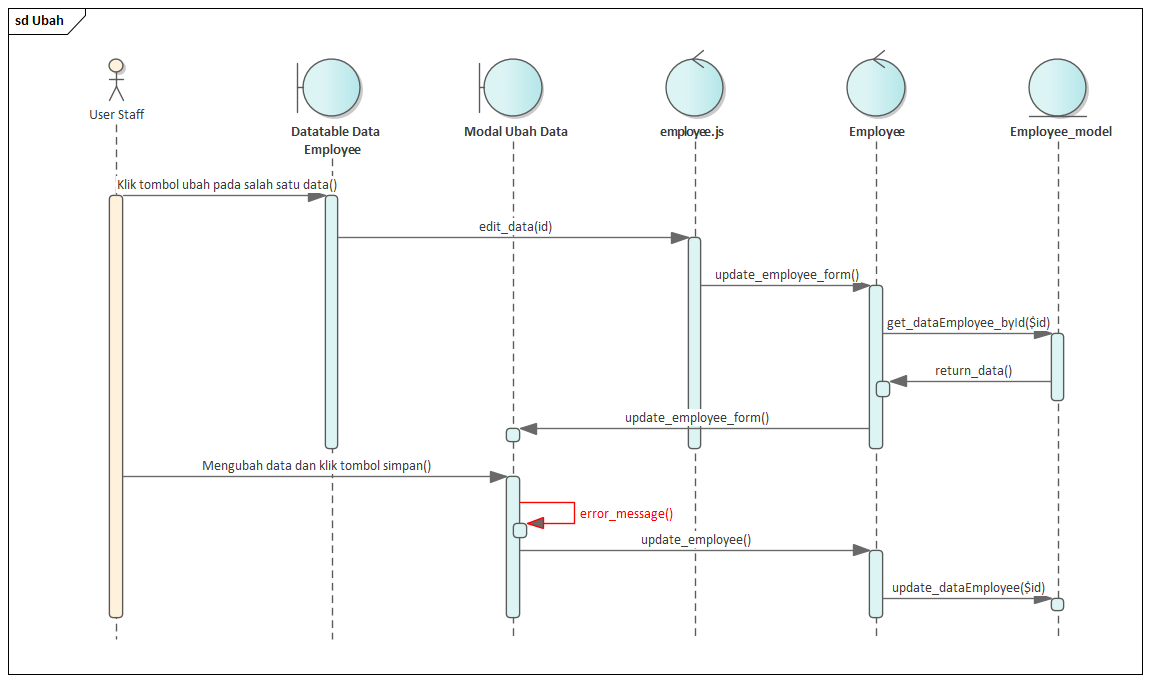 sd Ubah
User Staff
Datatable Data
Employee
Modal Ubah Data
employee.js
Employee
Employee_model
Klik tombol ubah pada salah satu data()
edit_data(id)
update_employee_form()
get_dataEmployee_byId($id)
return_data()
update_employee_form()
Mengubah data dan klik tombol simpan()
error_message()
update_employee()
update_dataEmployee($id)